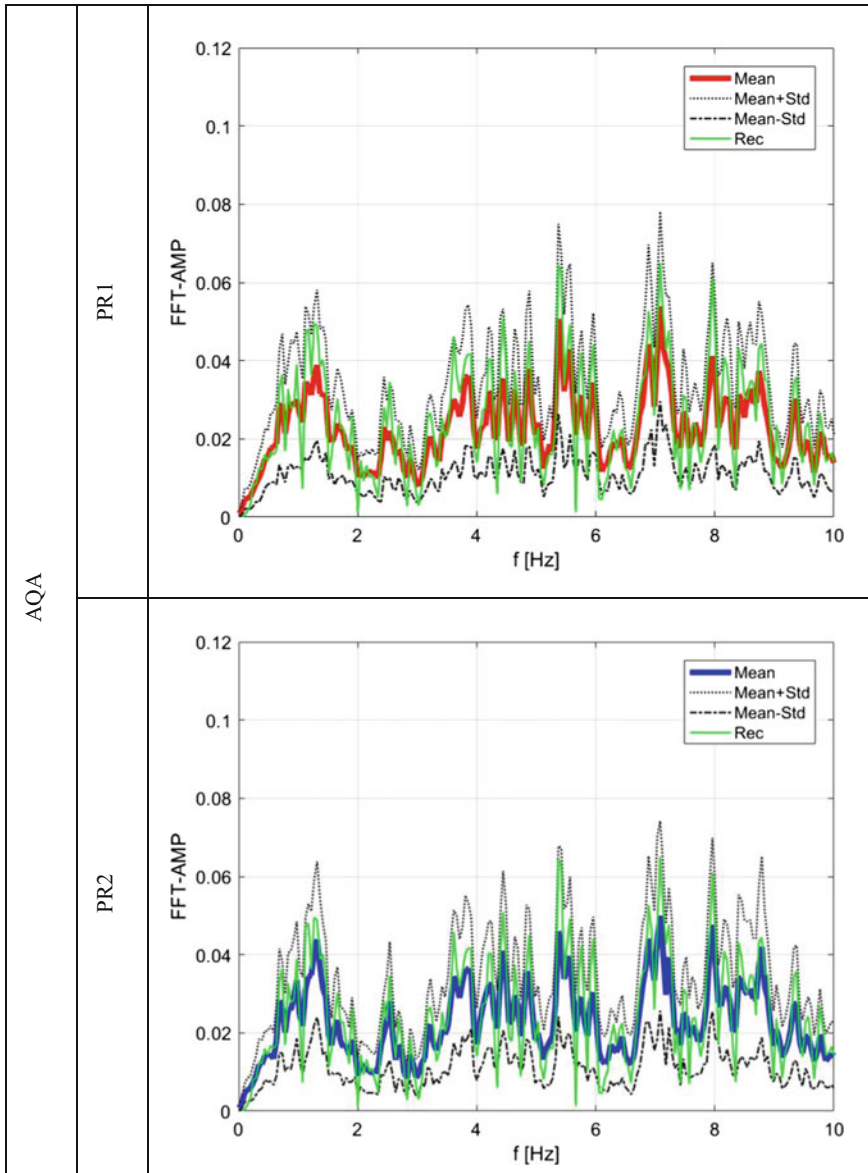 AQA
PR1
0.12
0.1
0.08
0.06
0.04
0.02
0
FFT-AMP
Mean
Mean+Std
Mean-Std
Rec
0 2 4 6 8 10
f [Hz]
PR2
0.12
0.1
0.08
0.06
0.04
0.02
0
FFT-AMP
Mean
Mean+Std
Mean-Std
Rec
0 2 4 6 8 10
f [Hz]